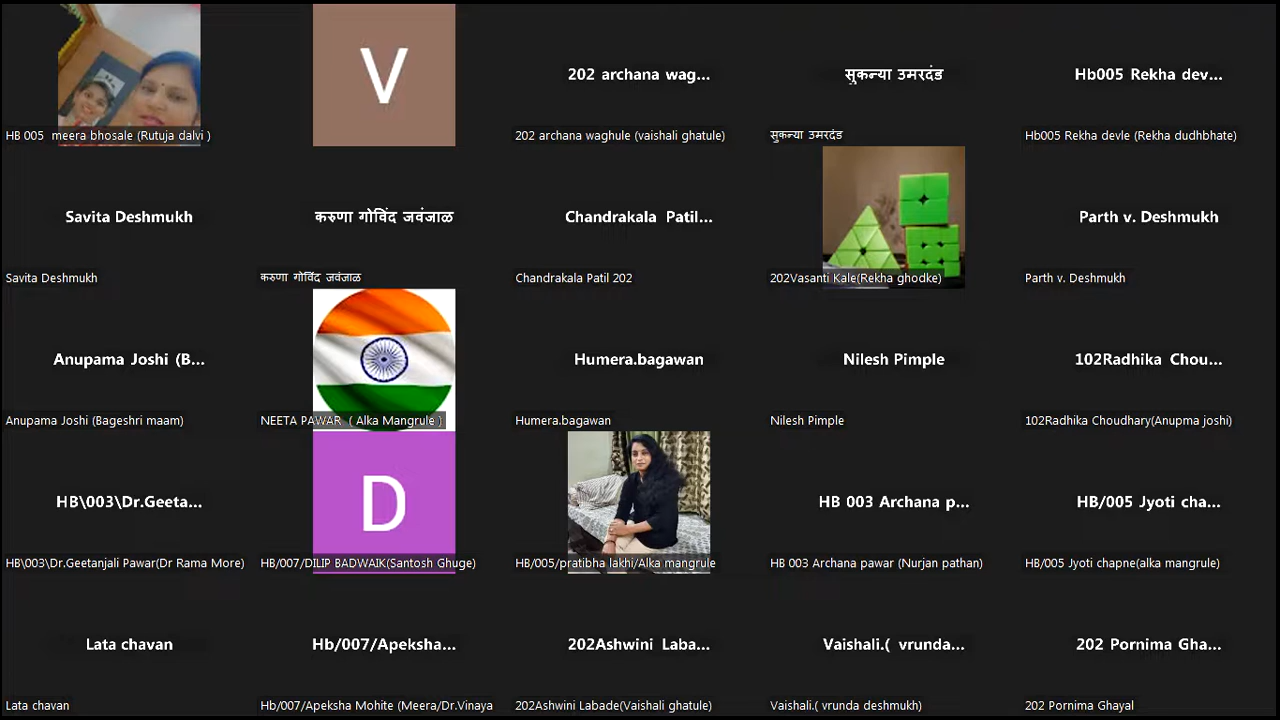 V
202 archana wag...
सुकन्या उमरदंड
Hb005 Rekha dev...
HB 005 meera bhosale (Rutuja dalvi )
202 archana waghule (vaishali ghatule)
सुकन्या उमरदंड
Hb005 Rekha devle (Rekha dudhbhate)
Savita Deshmukh
करुणा गोविंद जवंजाळ
Chandrakala Patil...
Parth v. Deshmukh
Savita Deshmukh
करुणा गोविंद जवंजाळ
Chandrakala Patil 202
202Vasanti Kale(Rekha ghodke)
Parth v. Deshmukh
Anupama Joshi (B...
Humera.bagawan
Nilesh Pimple
102Radhika Chou...
Anupama Joshi (Bageshri maam)
NEETA PAWAR ( Alka Mangrule )
Humera.bagawan
Nilesh Pimple
102Radhika Choudhary(Anupma joshi)
HB\003\Dr.Geeta...
D
HB 003 Archana p...
HB/005 Jyoti cha...
HB\003\Dr.Geetanjali Pawar(Dr Rama More)
HB/007/DILIP BADWAIK(Santosh Ghuge)
HB/005/pratibha lakhi/Alka mangrule
HB 003 Archana pawar (Nurjan pathan)
HB/005 Jyoti chapne(alka mangrule)
Lata chavan
Hb/007/Apeksha...
202Ashwini Laba...
Vaishali.( vrunda...
202 Pornima Gha...
Lata chavan
Hb/007/Apeksha Mohite (Meera/Dr.Vinaya
202Ashwini Labade(Vaishali ghatule)
Vaishali.( vrunda deshmukh)
202 Pornima Ghayal